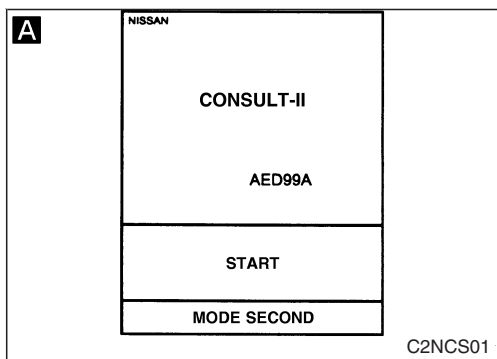 A
NISSAN
CONSULT-II
AED99A
START
MODE SECOND
C2NCS01